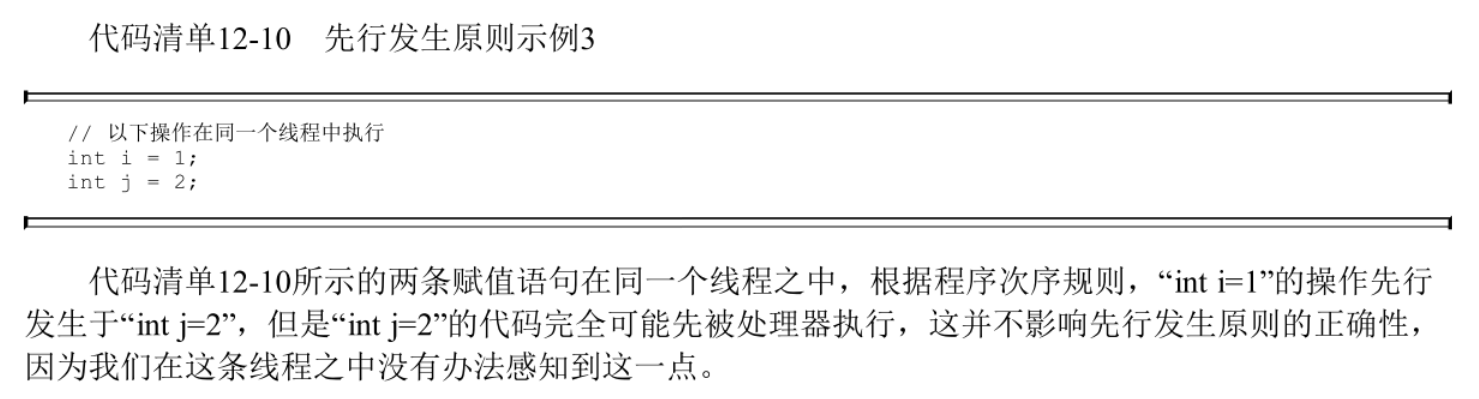 代码清单12-10　先行发生原则示例3
// 以下操作在同一个线程中执行
int i = 1;
int j = 2;
代码清单12-10所示的两条赋值语句在同一个线程之中，根据程序次序规则，“int i=1”的操作先行
发生于“int j=2”，但是“int j=2”的代码完全可能先被处理器执行，这并不影响先行发生原则的正确性，
因为我们在这条线程之中没有办法感知到这一点。